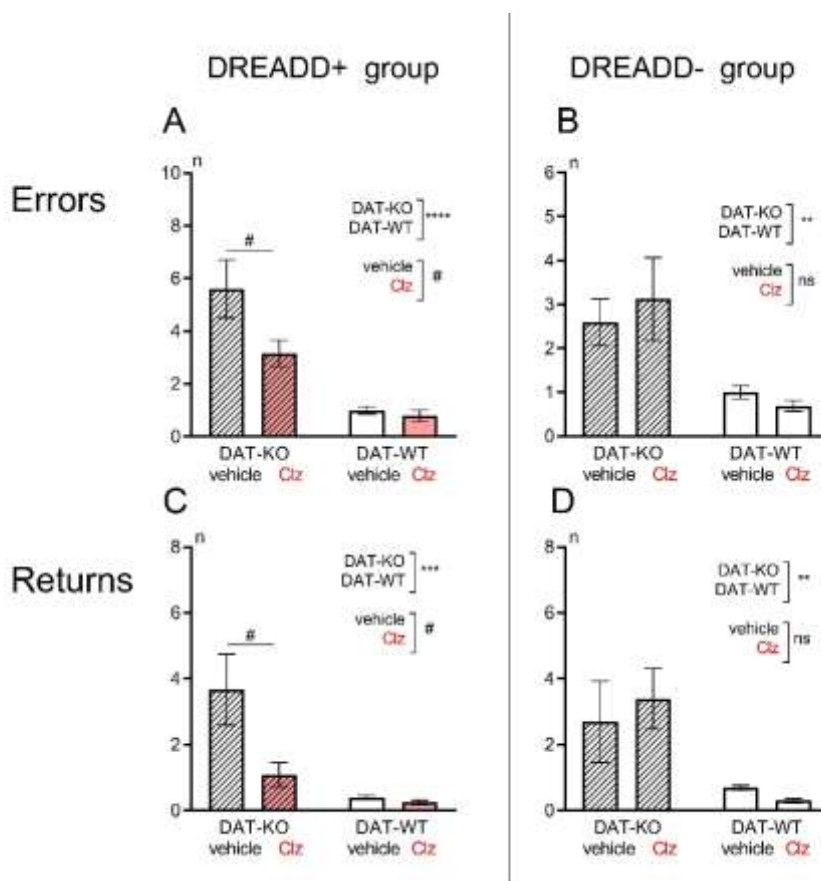 DREADD+ group
DREADD- group
A
B
Errors
n
10
8
6
4
2
0
#
DAT-KO
DAT-WT
****
vehicle
Clz
#
DAT-KO
DAT-WT
vehicle Clz
vehicle Clz
n
6
5
4
3
2
1
0
DAT-KO
DAT-WT
**
vehicle
Clz
ns
DAT-KO
DAT-WT
vehicle Clz
vehicle Clz
C
D
Returns
n
8
6
4
2
0
#
DAT-KO
DAT-WT
***
vehicle
Clz
#
DAT-KO
DAT-WT
vehicle Clz
vehicle Clz
n
8
6
4
2
0
DAT-KO
DAT-WT
**
vehicle
Clz
ns
DAT-KO
DAT-WT
vehicle Clz
vehicle Clz